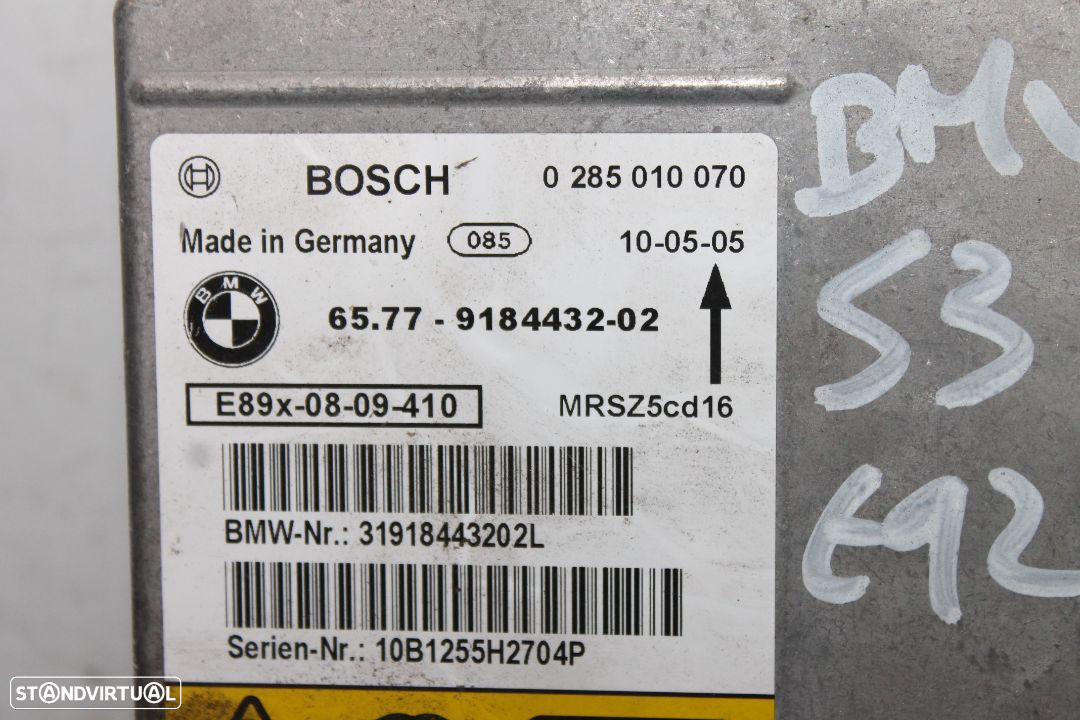 BOSCH 0 285 010 070
Made in Germany 085 10-05-05
BMW
65.77 - 9184432-02
E89x-08-09-410 MRSZ5cd16
BMW-Nr.: 31918443202L
Serien-Nr.: 10B1255H2704P
BMW
53
E92
STANDVIRTUAL